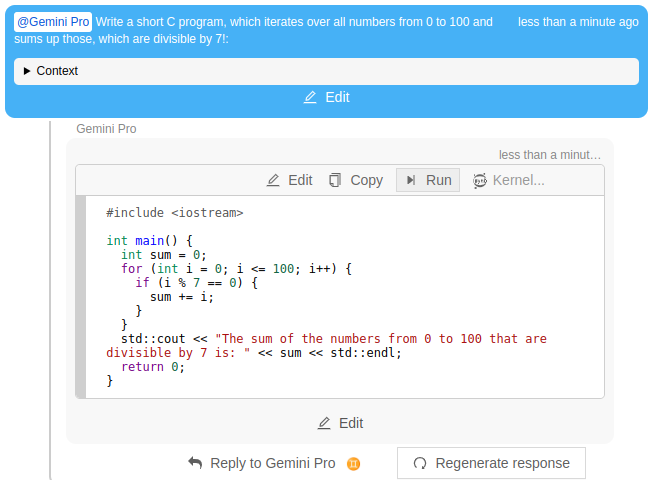 @Gemini Pro Write a short C program, which iterates over all numbers from 0 to 100 and less than a minute ago
sums up those, which are divisible by 7!:
▶ Context
Edit
Gemini Pro
less than a minut…
Edit Copy Run Kernel...
#include <iostream>
int main() {
  int sum = 0;
  for (int i = 0; i <= 100; i++) {
    if (i % 7 == 0) {
      sum += i;
    }
  }
  std::cout << "The sum of the numbers from 0 to 100 that are
divisible by 7 is: " << sum << std::endl;
  return 0;
}
Edit
Reply to Gemini Pro ♊ Regenerate response